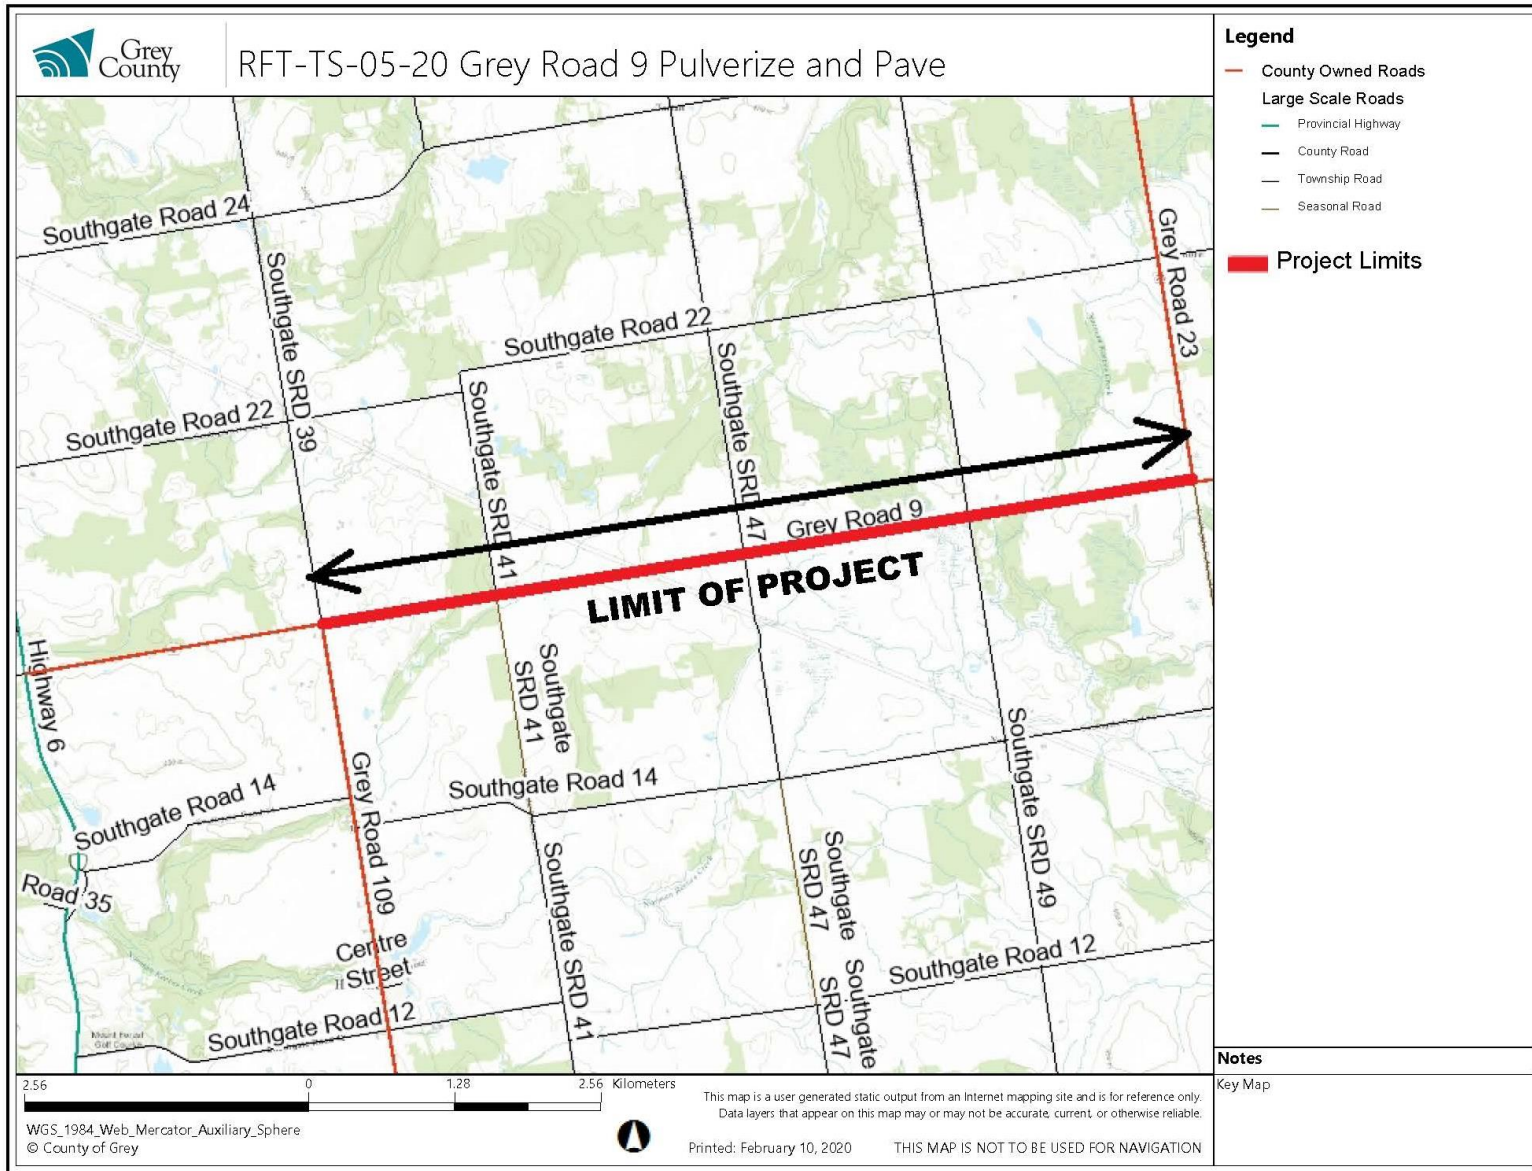 Grey
County
RFT-TS-05-20 Grey Road 9 Pulverize and Pave
Legend
County Owned Roads
Large Scale Roads
Provincial Highway
County Road
Township Road
Seasonal Road
Project Limits
Southgate Road 24
Southgate SRD 39
Grey Road 23
Southgate Road 22
Southgate Road 22
Southgate SRD 41
Southgate SRD 47
Grey Road 9
LIMIT OF PROJECT
Highway 6
Southgate
SRD 41
Southgate Road 14
Southgate Road 14
Grey Road 109
Southgate SRD 49
Road 35
Southgate SRD 41
Southgate
SRD 47
Centre
Street
Southgate Road 12
Southgate Road 12
Southgate
SRD 47
Mount Forest
Golf Course
Notes
Key Map
2.56 0 1.28 2.56 Kilometers
WGS_1984_Web_Mercator_Auxiliary_Sphere
© County of Grey
This map is a user generated static output from an Internet mapping site and is for reference only.
Data layers that appear on this map may or may not be accurate, current, or otherwise reliable.
Printed: February 10, 2020 THIS MAP IS NOT TO BE USED FOR NAVIGATION